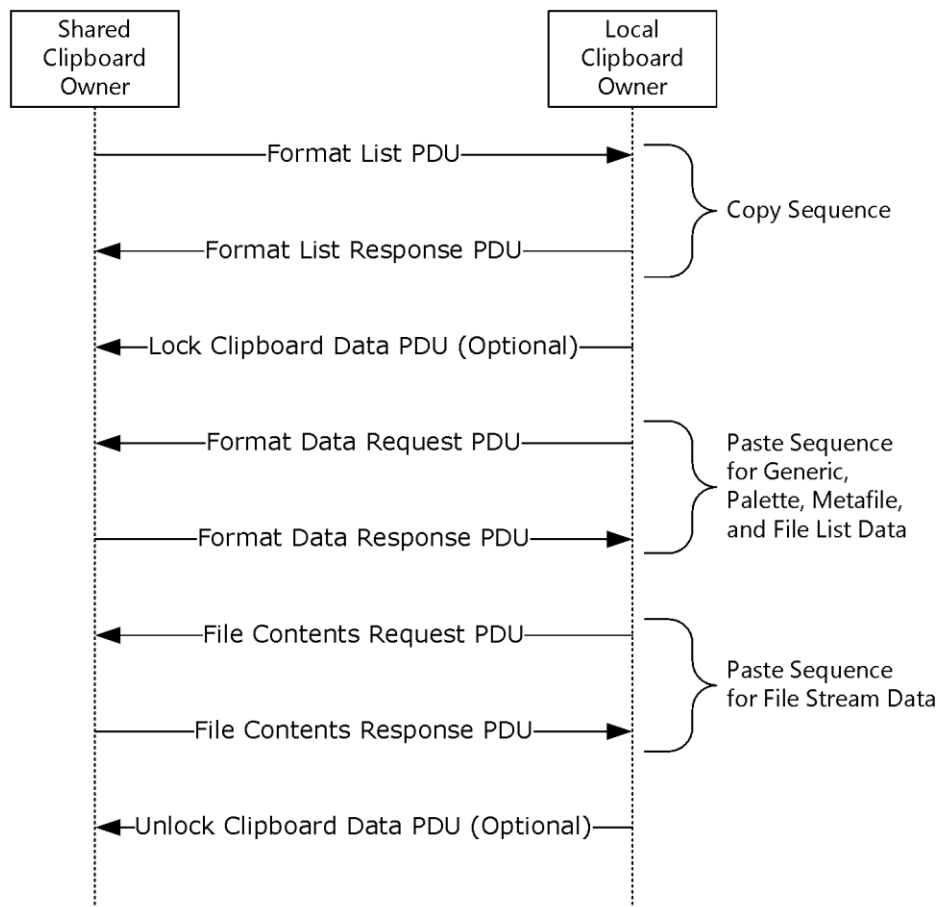 Shared
Clipboard
Owner
Local
Clipboard
Owner
Format List PDU
Copy Sequence
Format List Response PDU
Lock Clipboard Data PDU (Optional)
Format Data Request PDU
Paste Sequence
for Generic,
Palette, Metafile,
and File List Data
Format Data Response PDU
File Contents Request PDU
Paste Sequence
for File Stream Data
File Contents Response PDU
Unlock Clipboard Data PDU (Optional)